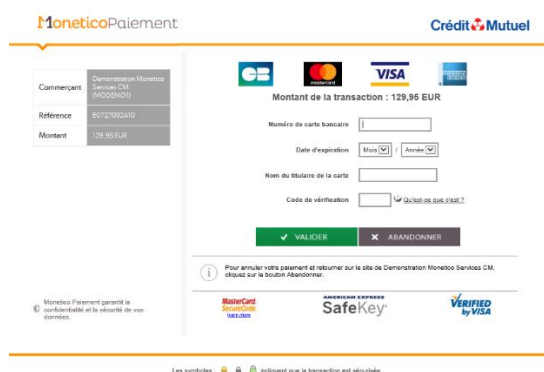 MoneticoPaiement
Crédit Mutuel
Commerçant
Demonstration Monetico
Services CM
(MODEMO1)
Référence
Montant
129,95 EUR
CB
mastercard
VISA
Montant de la transaction : 129,95 EUR
Numéro de carte bancaire
Date d'expiration
Mois / Année
Nom du titulaire de la carte
Code de vérification
Qu'est-ce que c'est ?
VALIDER
ABANDONNER
Pour annuler votre paiement et retourner sur le site de Demonstration Monetico Services CM,
cliquez sur le bouton Abandonner.
Monetico Paiement garantit la
confidentialité et la sécurité de vos
données.
MasterCard.
SecureCode.
learn more
AMERICAN EXPRESS
SafeKey
VERIFIED
by VISA
Les symboles : indiquent que la transaction est sécurisée.